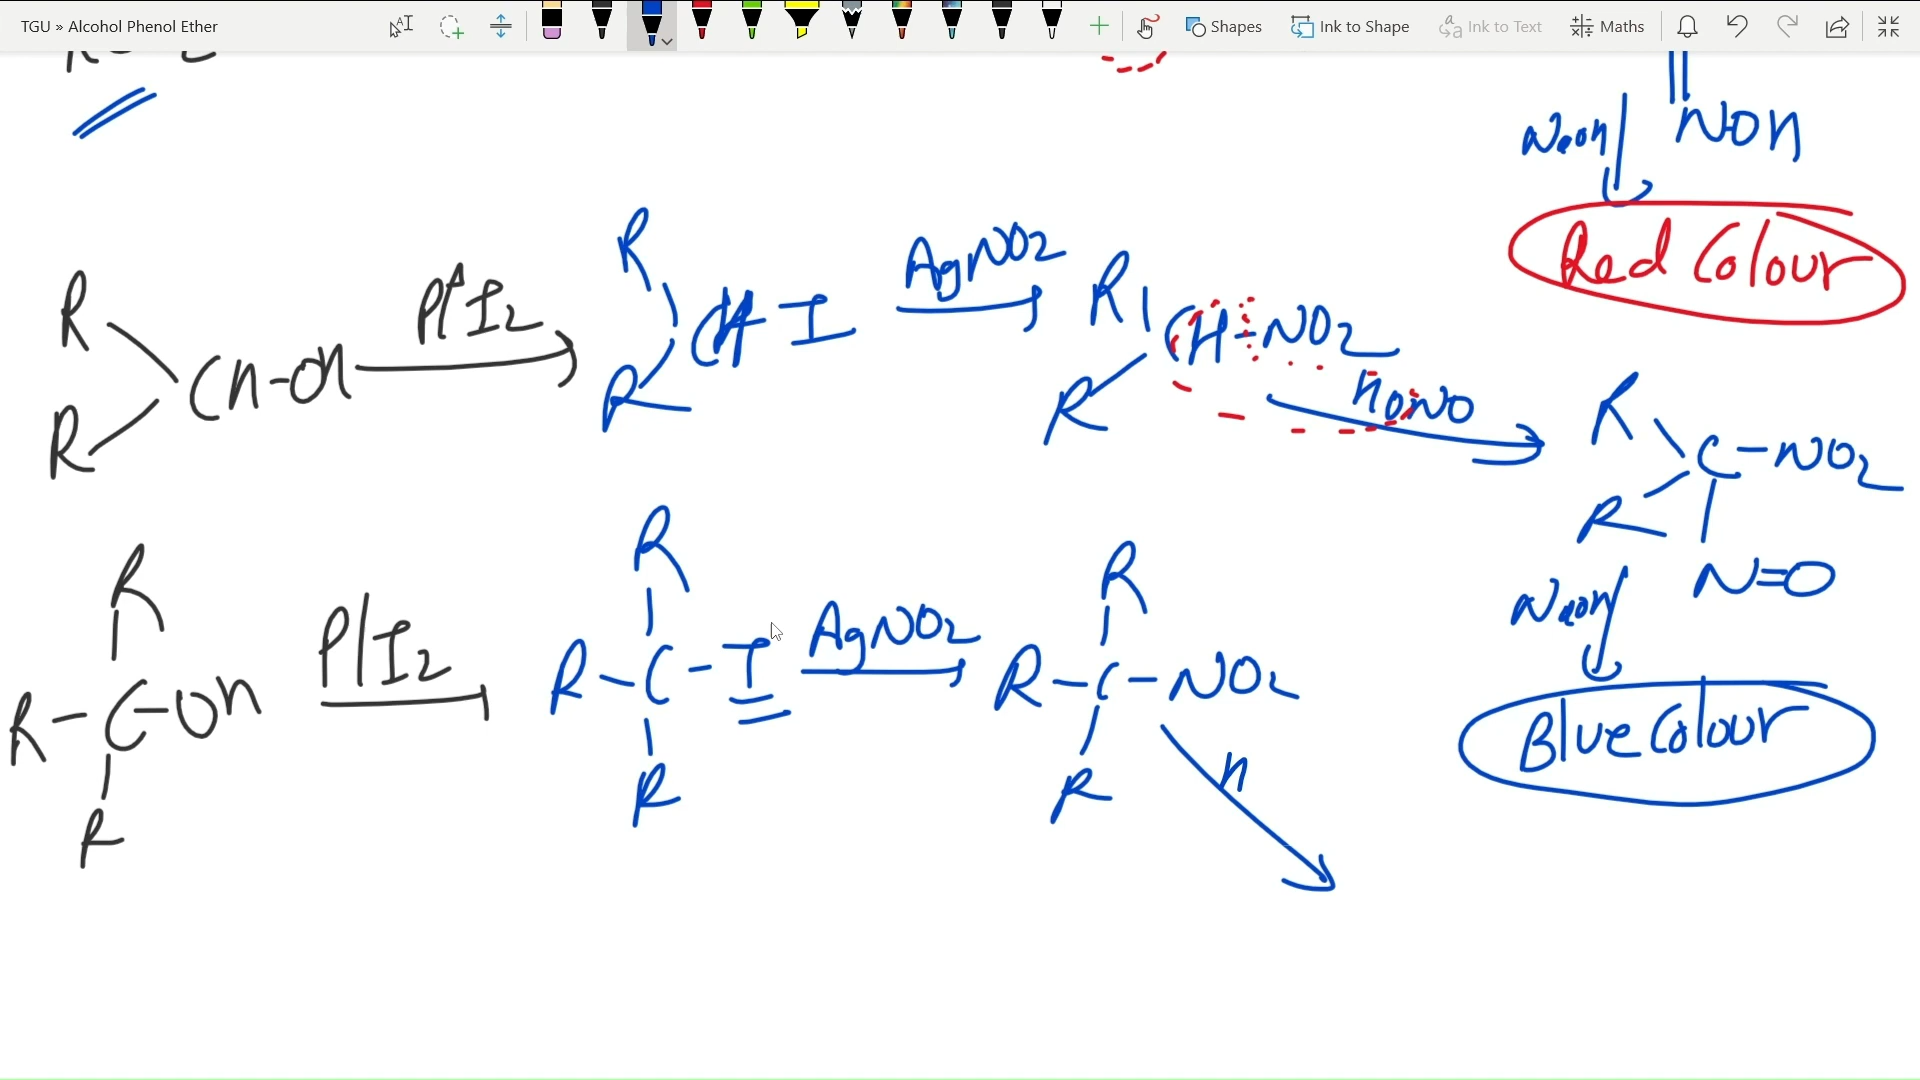 TGU » Alcohol Phenol Ether
Shapes
Ink to Shape
Ink to Text
Maths
NaOH
NOH
Red Colour
R
R
CH-OH
P/I2
R
R
CH-I
AgNO2
R
R
CH-NO2
HONO
R
R
C-NO2
N=O
NaOH
Blue Colour
R
R-C-OH
R
P/I2
R
R-C-I
R
AgNO2
R
R-C-NO2
R
H